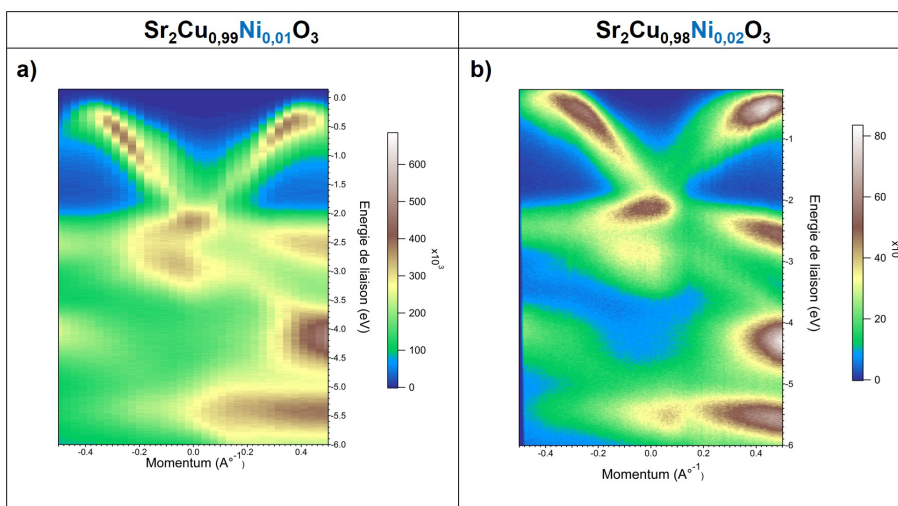 Sr₂Cu₀,₉₉Ni₀,₀₁O₃
Sr₂Cu₀,₉₈Ni₀,₀₂O₃
a)
0.0
-0.5
-1.0
-1.5
-2.0
-2.5
-3.0
-3.5
-4.0
-4.5
-5.0
-5.5
-6.0
Energie de liaison (eV)
600
500
400
300
200
100
0
x10³
-0.4 -0.2 0.0 0.2 0.4
Momentum (A°⁻¹)
b)
-1
-2
-3
-4
-5
-6
Energie de liaison (eV)
80
60
40
20
0
-0.4 -0.2 0.0 0.2 0.4
Momentum (A°⁻¹)